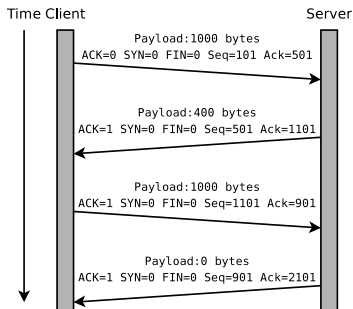 Time Client Server
Payload:1000 bytes
ACK=0 SYN=0 FIN=0 Seq=101 Ack=501
Payload:400 bytes
ACK=1 SYN=0 FIN=0 Seq=501 Ack=1101
Payload:1000 bytes
ACK=1 SYN=0 FIN=0 Seq=1101 Ack=901
Payload:0 bytes
ACK=1 SYN=0 FIN=0 Seq=901 Ack=2101